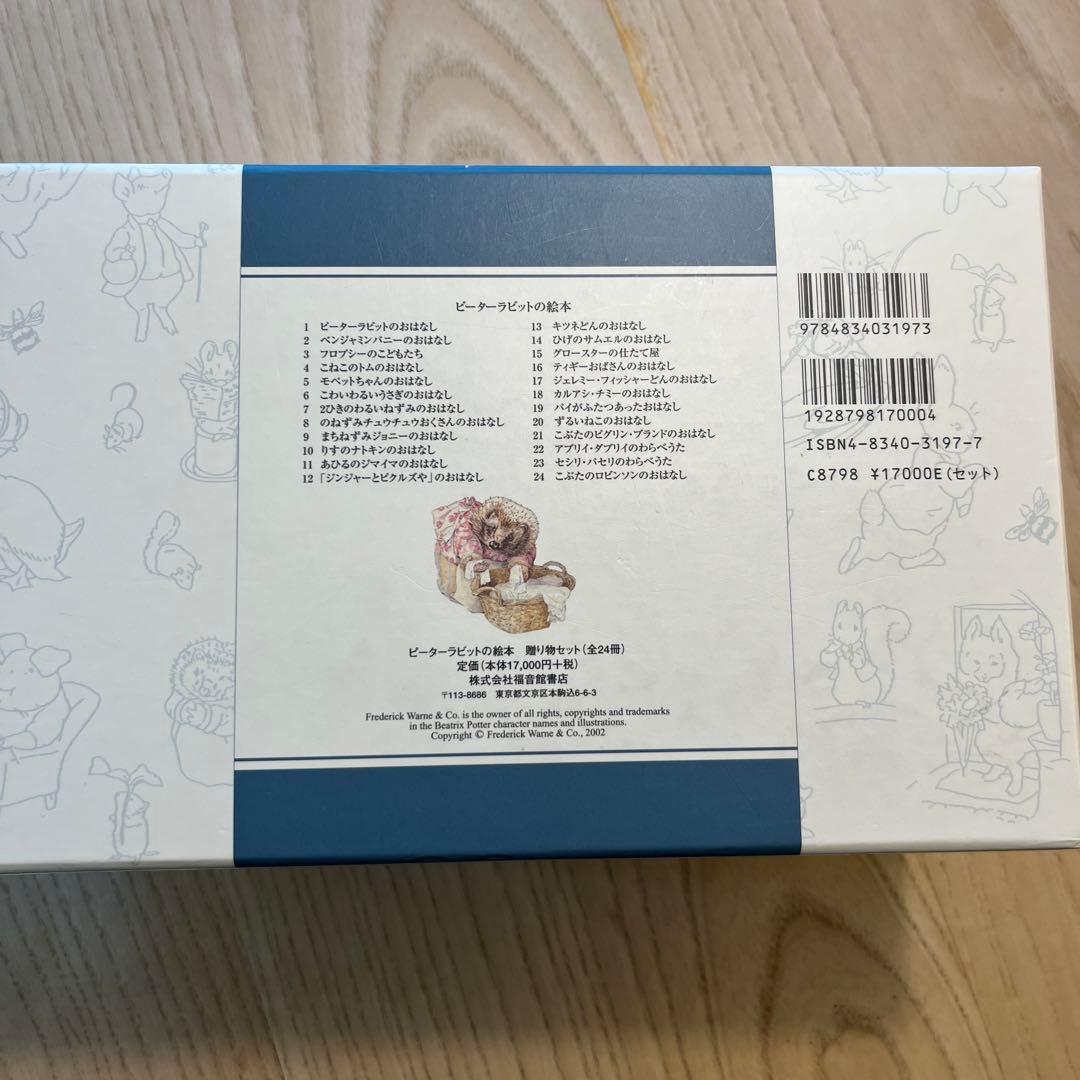 ピーターラビットの絵本
1 ピーターラビットのおはなし
2 ベンジャミンバニーのおはなし
3 フロプシーのこどもたち
4 こねこのトムのおはなし
5 モペットちゃんのおはなし
6 こわいわるいうさぎのおはなし
7 2ひきのわるいねずみのおはなし
8 のねずみチュウチュウおくさんのおはなし
9 まちねずみジョニーのおはなし
10 りすのナトキンのおはなし
11 あひるのジマイマのおはなし
12 「ジンジャーとピクルズや」のおはなし
13 キツネどんのおはなし
14 ひげのサムエルのおはなし
15 グロースターの仕たて屋
16 ティギーおばさんのおはなし
17 ジェレミー・フィッシャーどんのおはなし
18 カルアシ・チミーのおはなし
19 パイがふたつあったおはなし
20 ずるいねこのおはなし
21 こぶたのピグリン・ブランドのおはなし
22 アプリイ・ダプリイのわらべうた
23 セシリ・パセリのわらべうた
24 こぶたのロビンソンのおはなし
ピーターラビットの絵本 贈り物セット(全24冊)
定価(本体17,000円+税)
株式会社福音館書店
〒113-8686 東京都文京区本駒込6-6-3
Frederick Warne & Co. is the owner of all rights, copyrights and trademarks
in the Beatrix Potter character names and illustrations.
Copyright © Frederick Warne & Co., 2002
9784834031973
1928798170004
ISBN4-8340-3197-7
C8798 ¥17000E(セット)